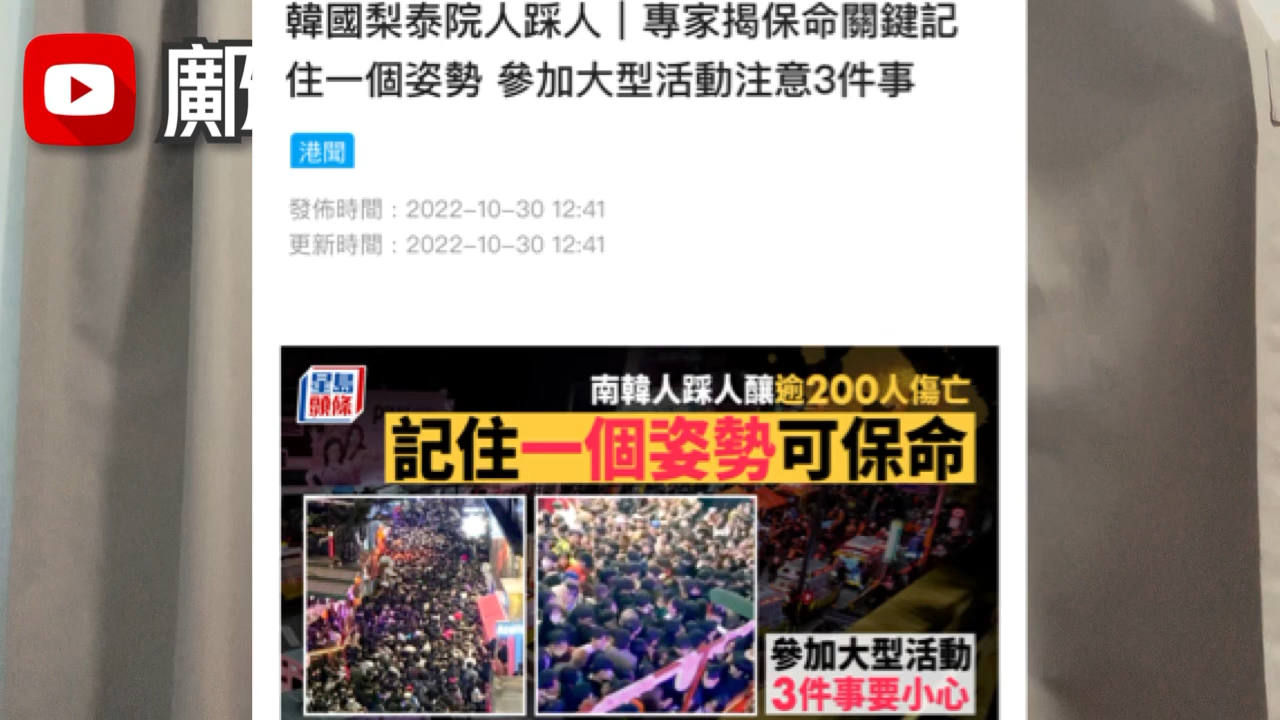 韓國梨泰院人踩人｜專家揭保命關鍵記
住一個姿勢 參加大型活動注意3件事
廣
港聞
發佈時間：2022-10-30 12:41
更新時間：2022-10-30 12:41
星島
頭條
南韓人踩人釀逾200人傷亡
記住一個姿勢可保命
參加大型活動
3件事要小心